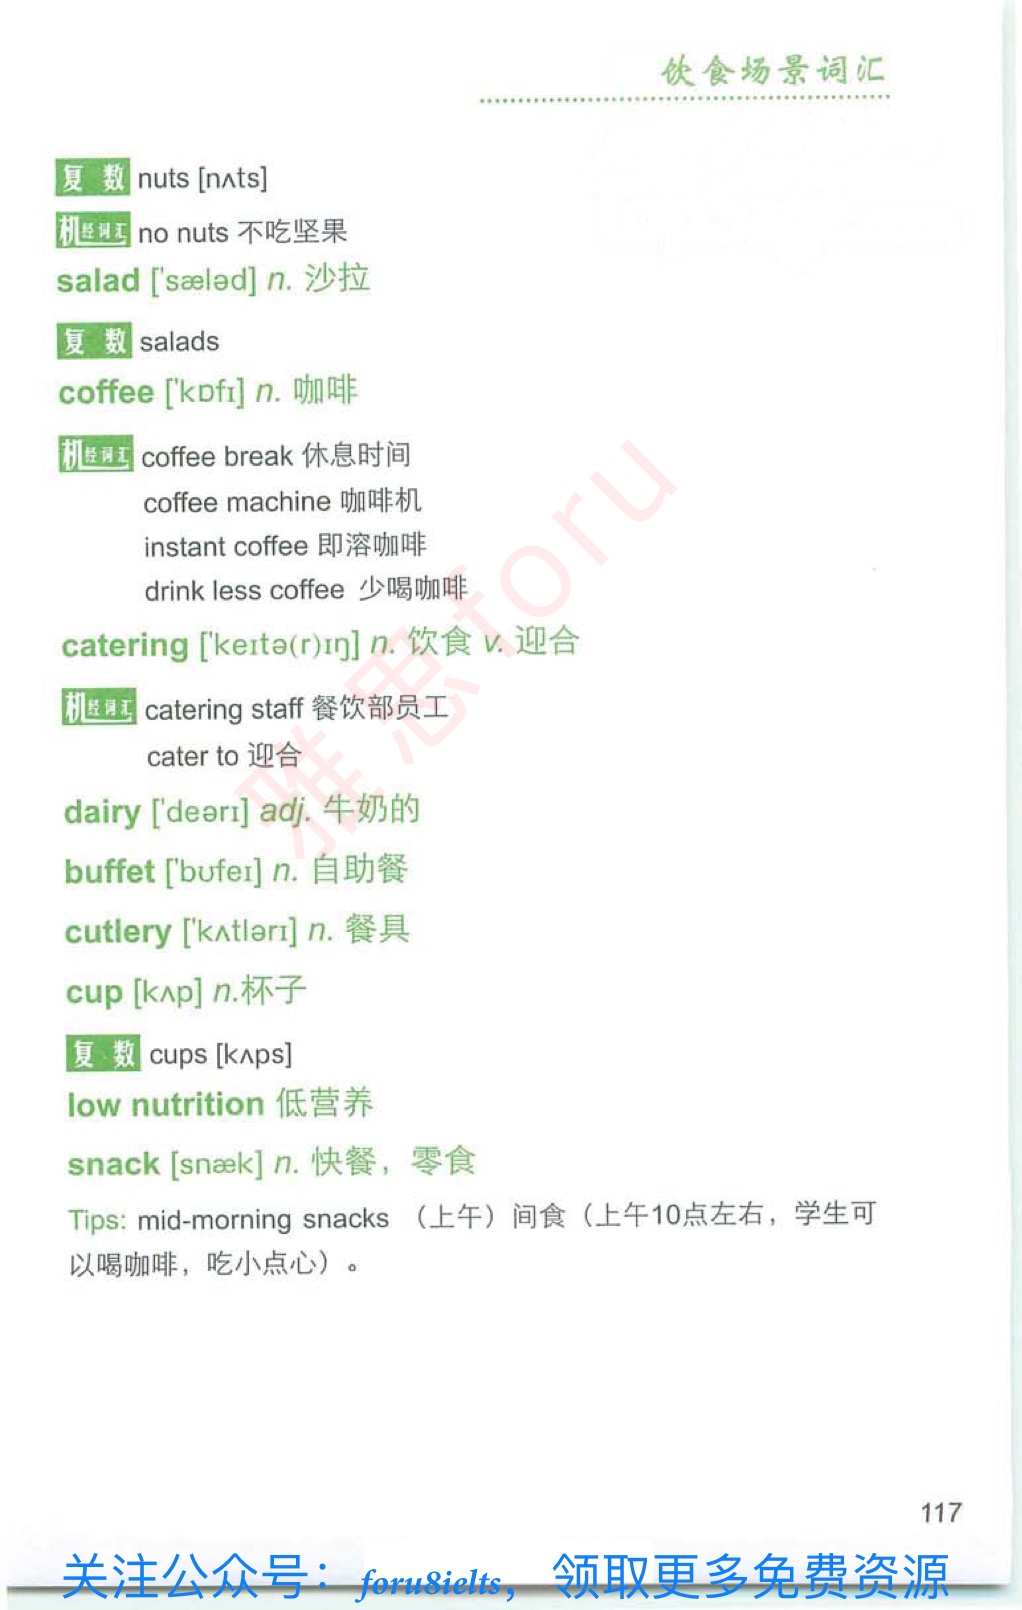 饮食场景词汇
复 数 nuts [nʌts]
机经词汇 no nuts 不吃坚果
salad ['sæləd] n. 沙拉
复 数 salads
coffee ['kɒfɪ] n. 咖啡
机经词汇 coffee break 休息时间
coffee machine 咖啡机
instant coffee 即溶咖啡
drink less coffee 少喝咖啡
catering ['keɪtə(r)ɪŋ] n. 饮食 v. 迎合
机经词汇 catering staff 餐饮部员工
cater to 迎合
dairy ['deərɪ] adj. 牛奶的
buffet ['bʊfeɪ] n. 自助餐
cutlery ['kʌtlərɪ] n. 餐具
cup [kʌp] n.杯子
复 数 cups [kʌps]
low nutrition 低营养
snack [snæk] n. 快餐，零食
Tips: mid-morning snacks （上午）间食（上午10点左右，学生可
以喝咖啡，吃小点心）。
雅思foru
117
关注公众号：foru8ielts，领取更多免费资源